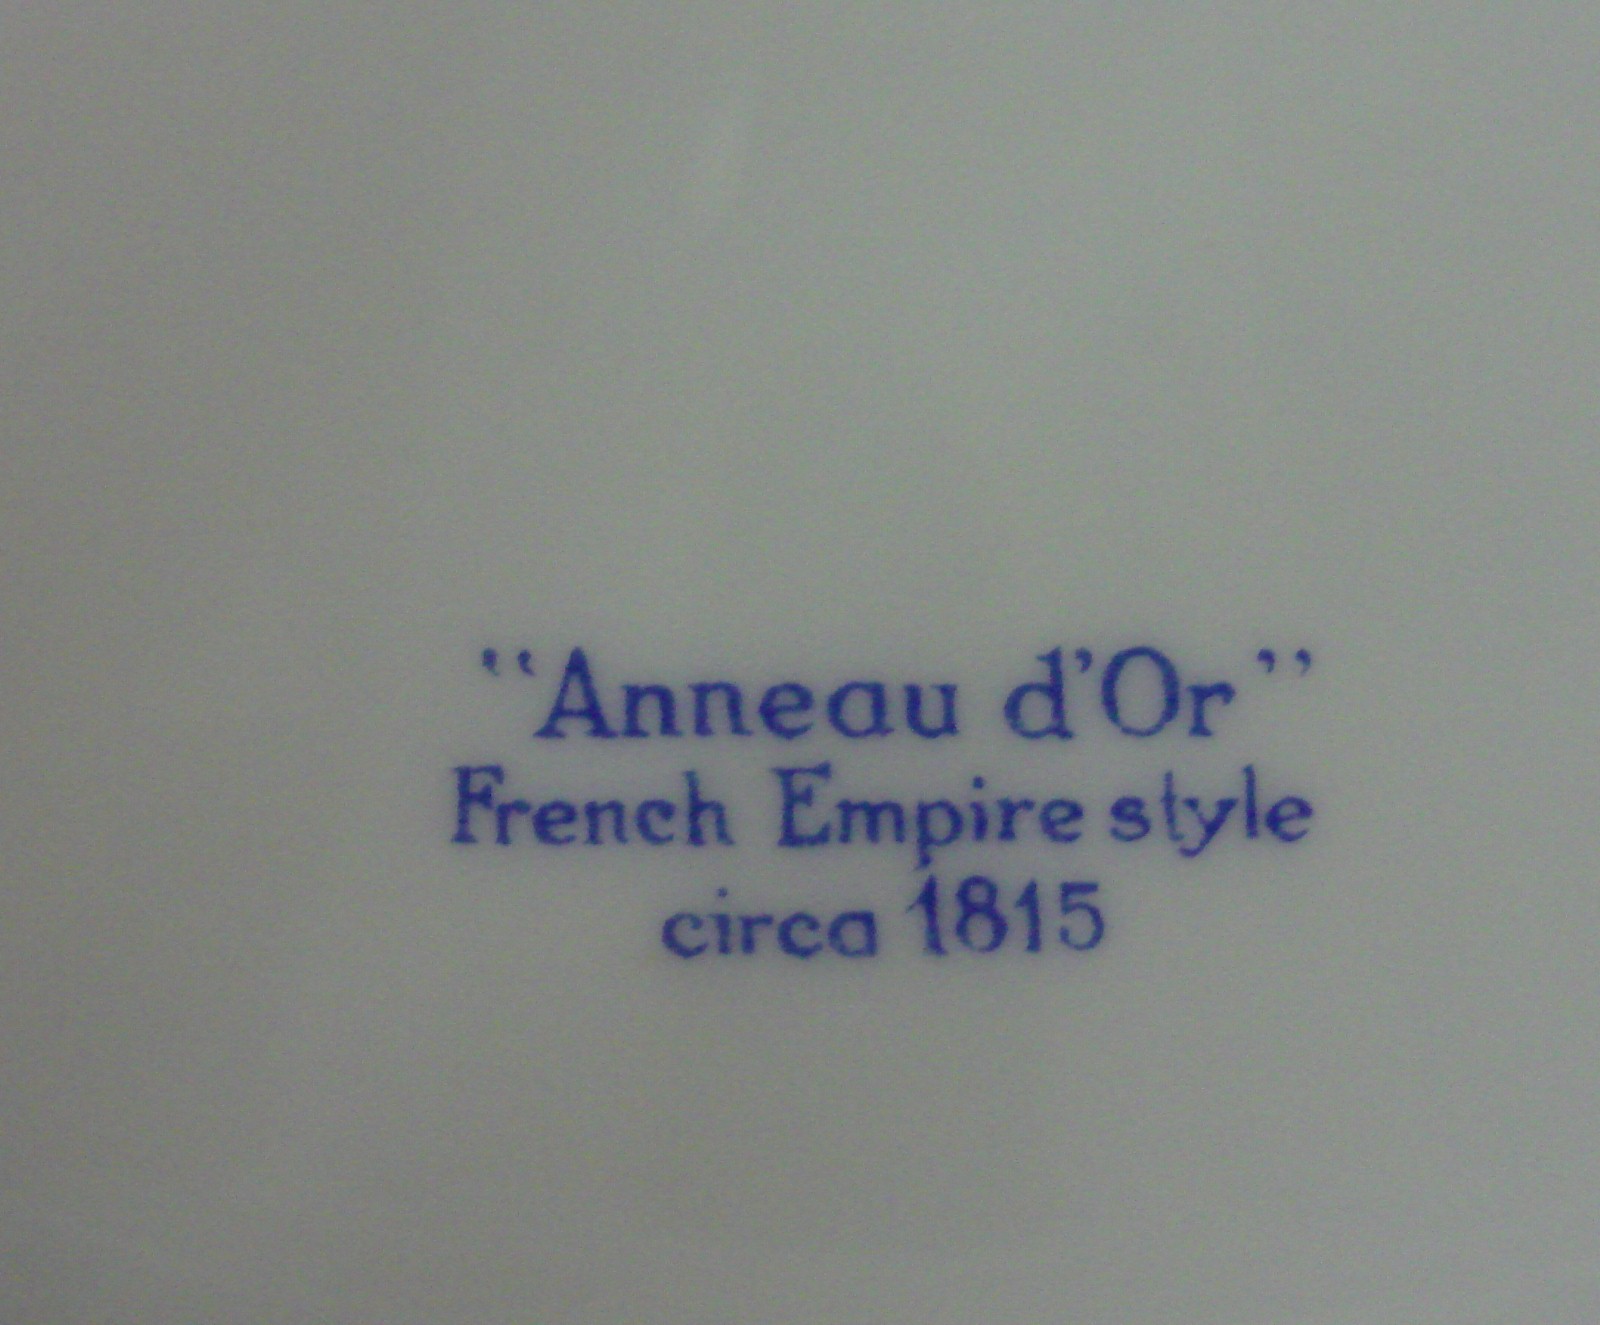 "Anneau d'Or"
French Empire style
circa 1815